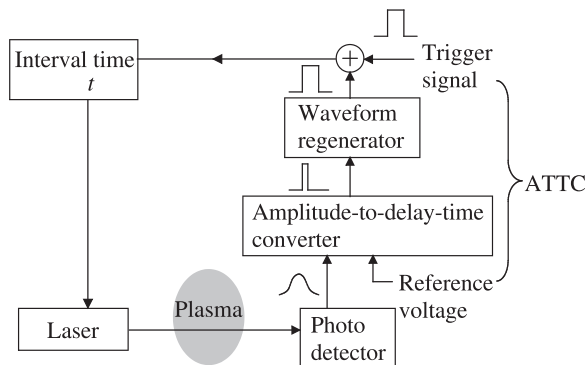 Interval time
t
Trigger
signal
Waveform
regenerator
ATTC
Amplitude-to-delay-time
converter
Reference
voltage
Plasma
Laser
Photo
detector